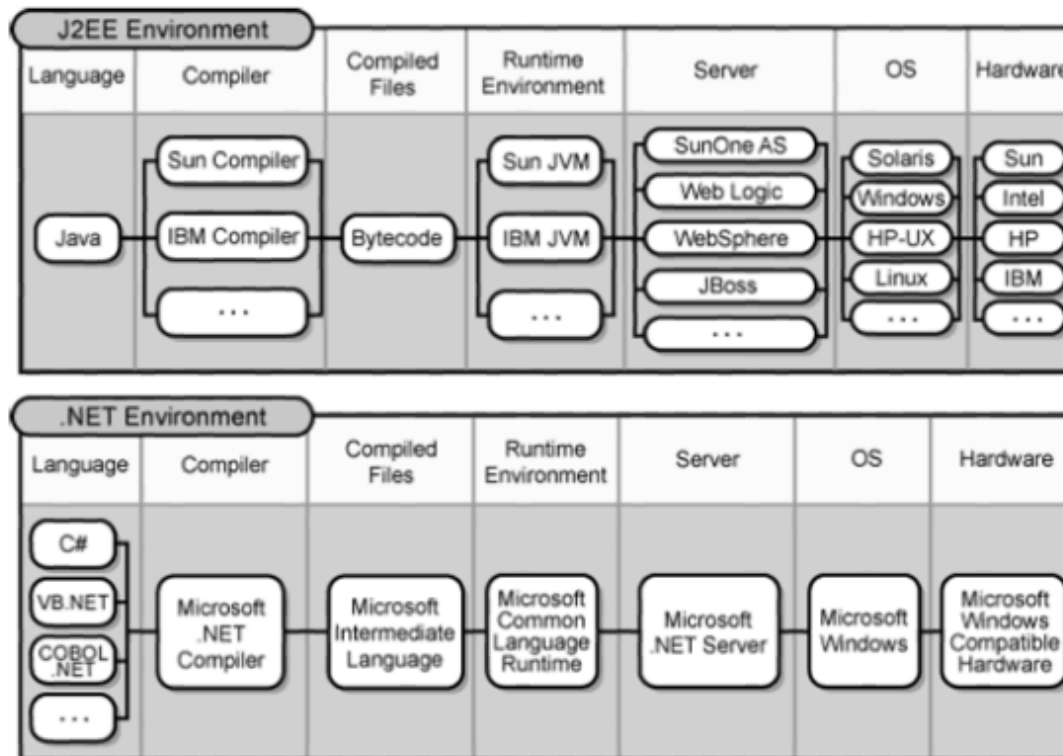 J2EE Environment
Language
Compiler
Compiled
Files
Runtime
Environment
Server
OS
Hardware
Java
Sun Compiler
IBM Compiler
...
Bytecode
Sun JVM
IBM JVM
...
SunOne AS
Web Logic
WebSphere
JBoss
...
Solaris
Windows
HP-UX
Linux
...
Sun
Intel
HP
IBM
...
.NET Environment
Language
Compiler
Compiled
Files
Runtime
Environment
Server
OS
Hardware
C#
VB.NET
COBOL
.NET
...
Microsoft
.NET
Compiler
Microsoft
Intermediate
Language
Microsoft
Common
Language
Runtime
Microsoft
.NET Server
Microsoft
Windows
Microsoft
Windows
Compatible
Hardware